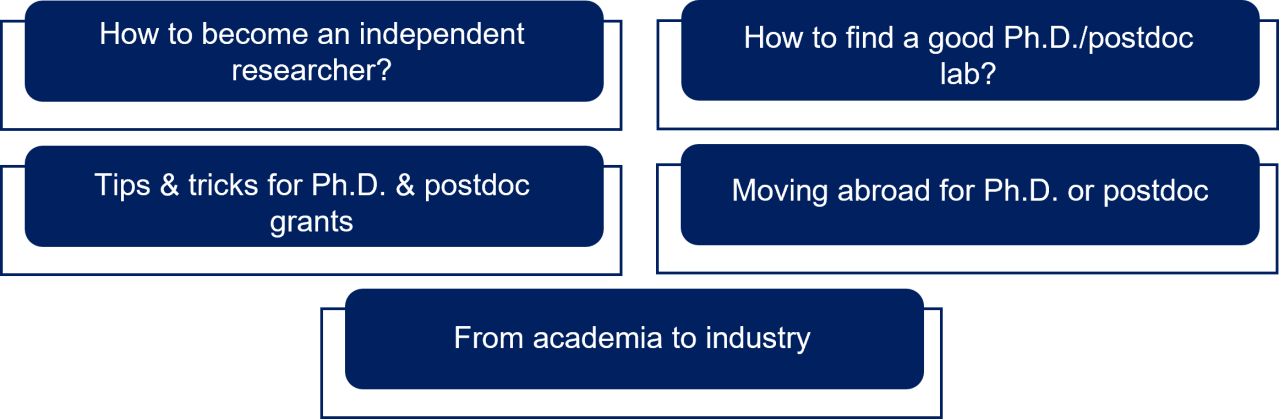 How to become an independent
researcher?
How to find a good Ph.D./postdoc
lab?
Tips & tricks for Ph.D. & postdoc
grants
Moving abroad for Ph.D. or postdoc
From academia to industry